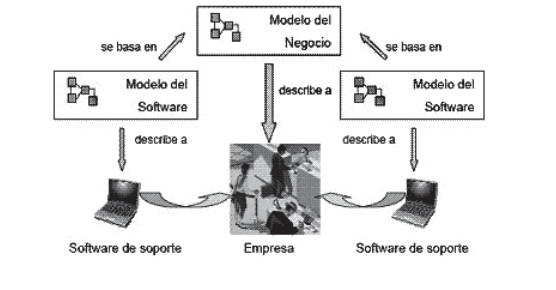 Modelo del
Negocio
se basa en
se basa en
Modelo del
Software
describe a
Modelo del
Software
describe a
describe a
Software de soporte
Empresa
Software de soporte